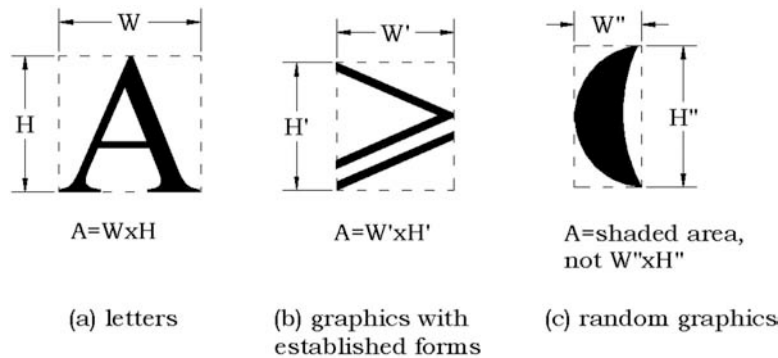 W
H
A
A=WxH
(a) letters
W'
H'
A=W'xH'
(b) graphics with
established forms
W"
H"
A=shaded area,
not W"xH"
(c) random graphics